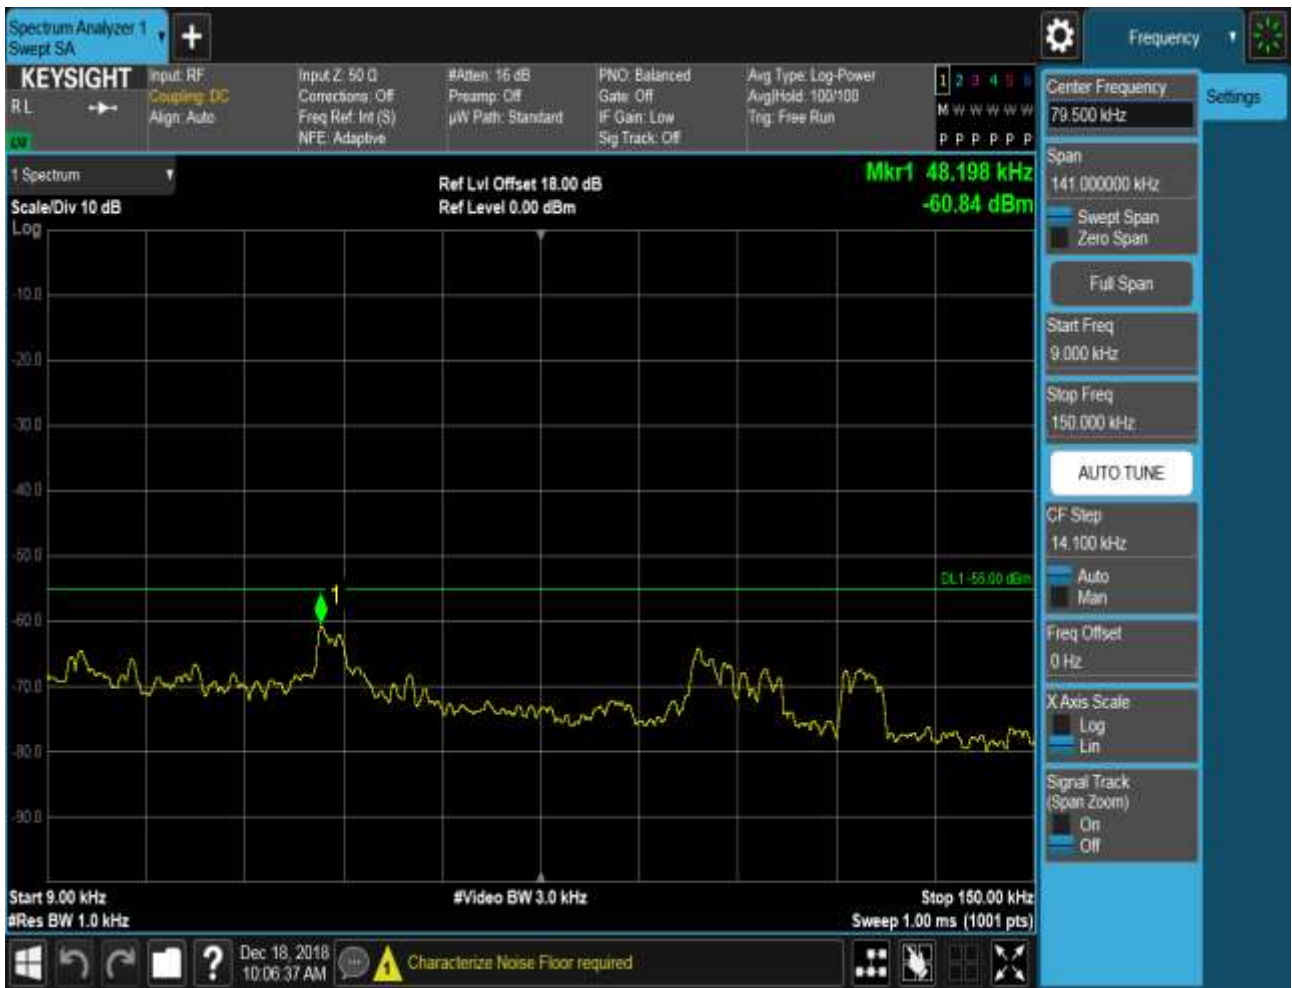 Spectrum Analyzer 1
Swept SA
Frequency
KEYSIGHT
R L
Input: RF
Coupling: DC
Align: Auto
Input Z: 50 Ω
Corrections: Off
Freq Ref: Int (S)
NFE: Adaptive
#Atten: 16 dB
Preamp: Off
µW Path: Standard
PNO: Balanced
Gate: Off
IF Gain: Low
Sig Track: Off
Avg Type: Log-Power
Avg|Hold: 100/100
Trig: Free Run
1 2 3 4 5 6
M W W W W W
P P P P P P
1 Spectrum
Scale/Div 10 dB
Log
Ref Lvl Offset 18.00 dB
Ref Level 0.00 dBm
Mkr1 48.198 kHz
-60.84 dBm
-10.0
-20.0
-30.0
-40.0
-50.0
-60.0
-70.0
-80.0
-90.0
DL1 -55.00 dBm
1
Start 9.00 kHz
#Res BW 1.0 kHz
#Video BW 3.0 kHz
Stop 150.00 kHz
Sweep 1.00 ms (1001 pts)
Center Frequency
79.500 kHz
Settings
Span
141.000000 kHz
Swept Span
Zero Span
Full Span
Start Freq
9.000 kHz
Stop Freq
150.000 kHz
AUTO TUNE
CF Step
14.100 kHz
Auto
Man
Freq Offset
0 Hz
X Axis Scale
Log
Lin
Signal Track
(Span Zoom)
On
Off
?
Dec 18, 2018
10:06:37 AM
1
Characterize Noise Floor required